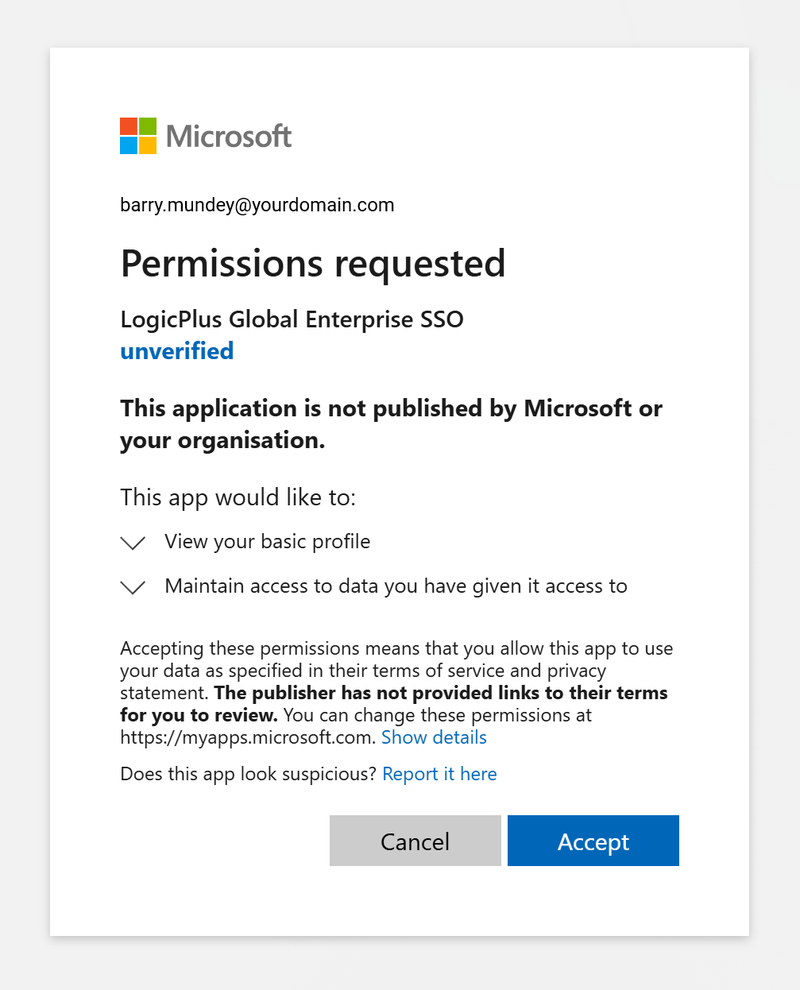 Microsoft
barry.mundey@yourdomain.com
Permissions requested
LogicPlus Global Enterprise SSO
unverified
This application is not published by Microsoft or
your organisation.
This app would like to:
View your basic profile
Maintain access to data you have given it access to
Accepting these permissions means that you allow this app to use
your data as specified in their terms of service and privacy
statement. The publisher has not provided links to their terms
for you to review. You can change these permissions at
https://myapps.microsoft.com. Show details
Does this app look suspicious? Report it here
Cancel Accept